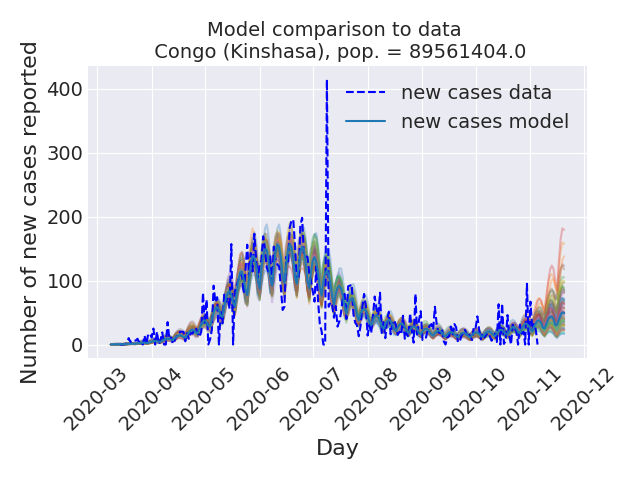 Model comparison to data
Congo (Kinshasa), pop. = 89561404.0
Number of new cases reported
400
300
200
100
0
new cases data
new cases model
2020-03
2020-04
2020-05
2020-06
2020-07
2020-08
2020-09
2020-10
2020-11
2020-12
Day